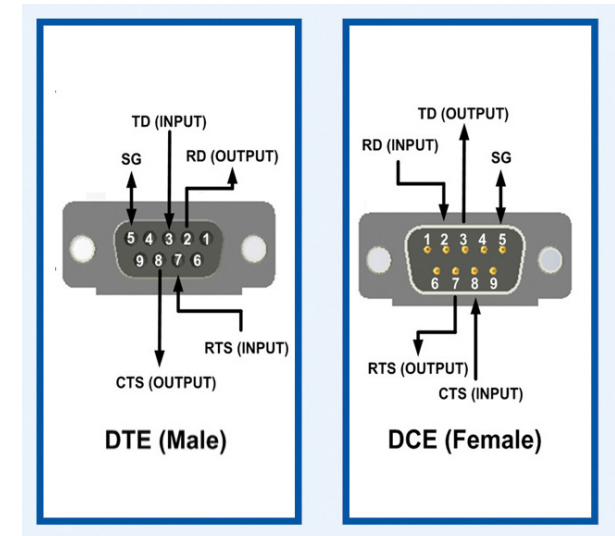 TD (INPUT)
RD (OUTPUT)
SG
5 4 3 2 1
9 8 7 6
RTS (INPUT)
CTS (OUTPUT)
DTE (Male)
TD (OUTPUT)
RD (INPUT)
SG
1 2 3 4 5
6 7 8 9
RTS (OUTPUT)
CTS (INPUT)
DCE (Female)